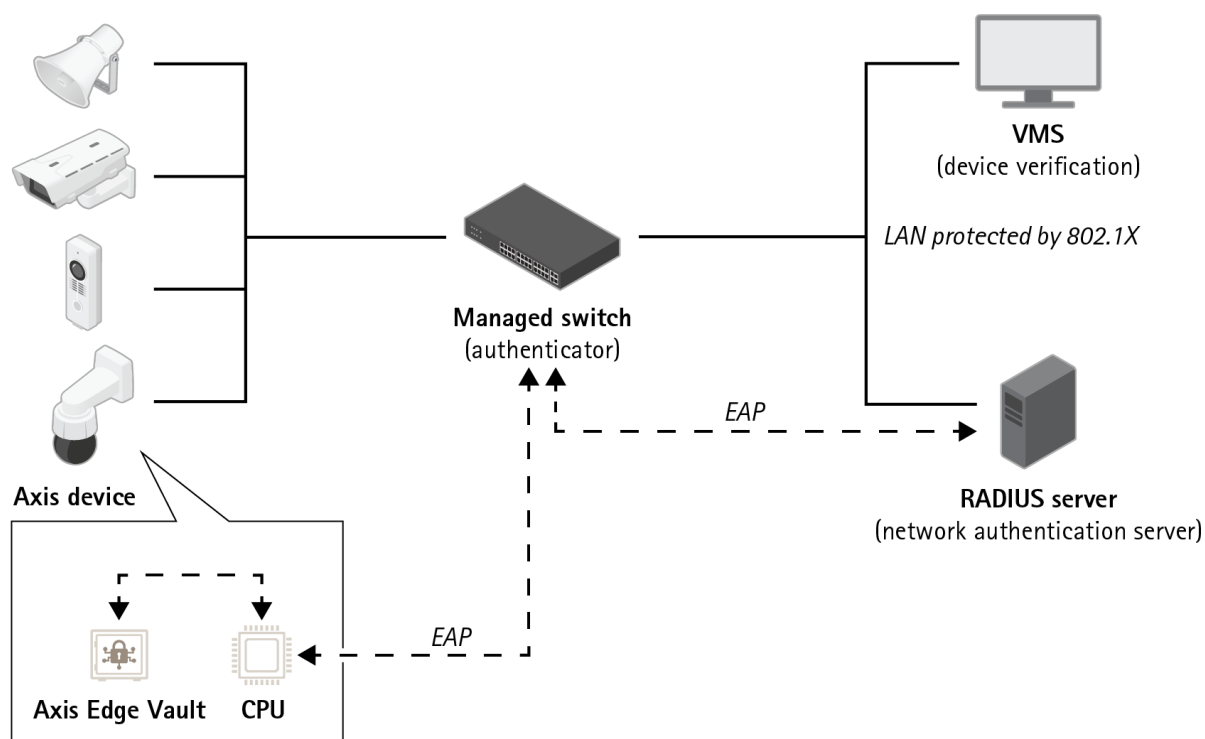 VMS
(device verification)
LAN protected by 802.1X
Managed switch
(authenticator)
EAP
Axis device
RADIUS server
(network authentication server)
EAP
Axis Edge Vault
CPU